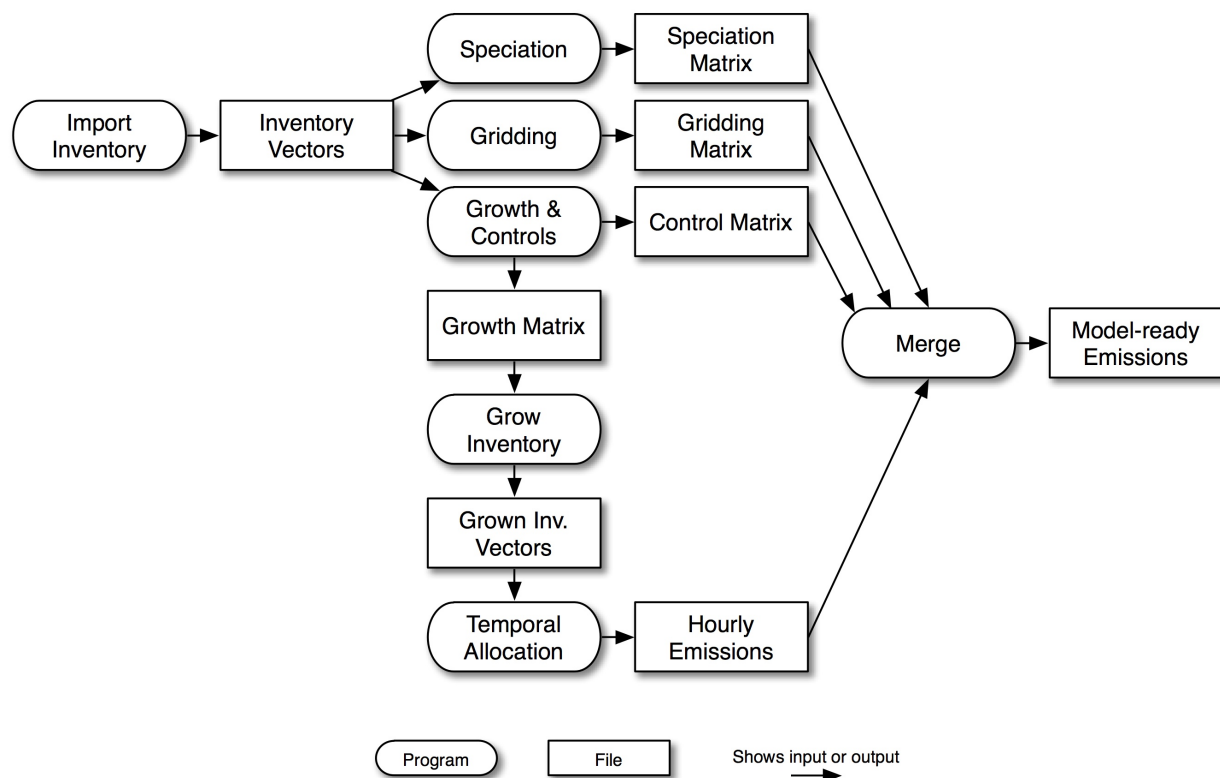 Import
Inventory
Inventory
Vectors
Speciation
Speciation
Matrix
Gridding
Gridding
Matrix
Growth &
Controls
Control Matrix
Growth Matrix
Grow
Inventory
Grown Inv.
Vectors
Temporal
Allocation
Hourly
Emissions
Merge
Model-ready
Emissions
Program
File
Shows input or output